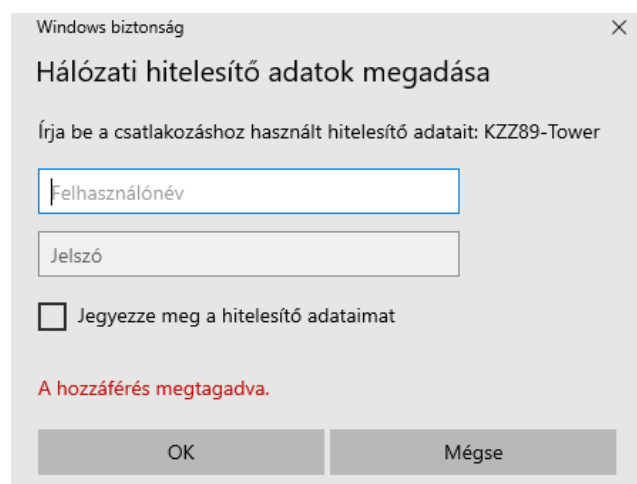 Windows biztonság
Hálózati hitelesítő adatok megadása
Írja be a csatlakozáshoz használt hitelesítő adatait: KZZ89-Tower
Felhasználónév
Jelszó
Jegyezze meg a hitelesítő adataimat
A hozzáférés megtagadva.
OK Mégse